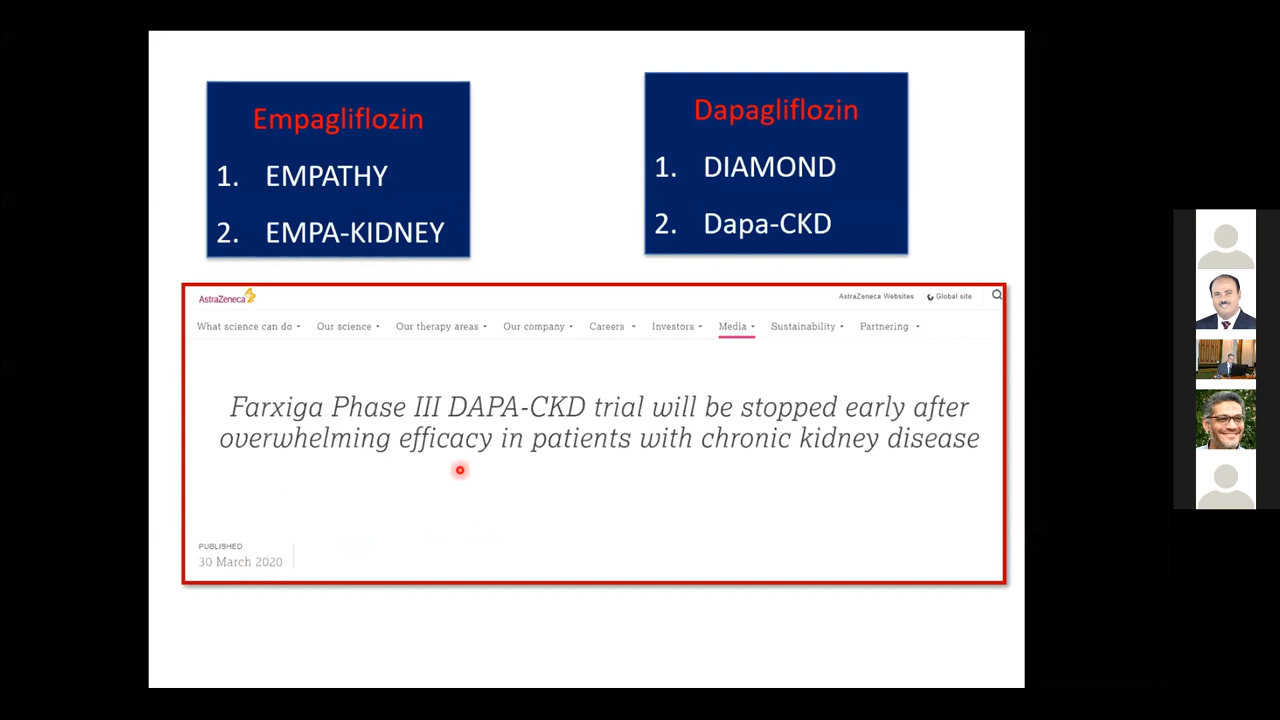 Empagliflozin
1. EMPATHY
2. EMPA-KIDNEY
Dapagliflozin
1. DIAMOND
2. Dapa-CKD
AstraZeneca
AstraZeneca Websites Global site
What science can do Our science Our therapy areas Our company Careers Investors Media Sustainability Partnering
Farxiga Phase III DAPA-CKD trial will be stopped early after
overwhelming efficacy in patients with chronic kidney disease
PUBLISHED
30 March 2020